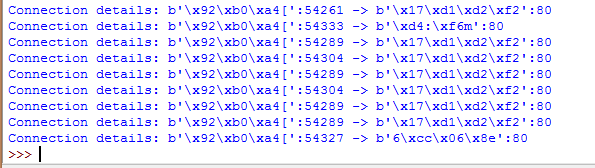 Connection details: b'\x92\xb0\xa4[':54261 -> b'\x17\xd1\xd2\xf2':80
Connection details: b'\x92\xb0\xa4[':54333 -> b'\xd4:\xf6m':80
Connection details: b'\x92\xb0\xa4[':54289 -> b'\x17\xd1\xd2\xf2':80
Connection details: b'\x92\xb0\xa4[':54304 -> b'\x17\xd1\xd2\xf2':80
Connection details: b'\x92\xb0\xa4[':54289 -> b'\x17\xd1\xd2\xf2':80
Connection details: b'\x92\xb0\xa4[':54304 -> b'\x17\xd1\xd2\xf2':80
Connection details: b'\x92\xb0\xa4[':54289 -> b'\x17\xd1\xd2\xf2':80
Connection details: b'\x92\xb0\xa4[':54289 -> b'\x17\xd1\xd2\xf2':80
Connection details: b'\x92\xb0\xa4[':54327 -> b'6\xcc\x06\x8e':80
>>>